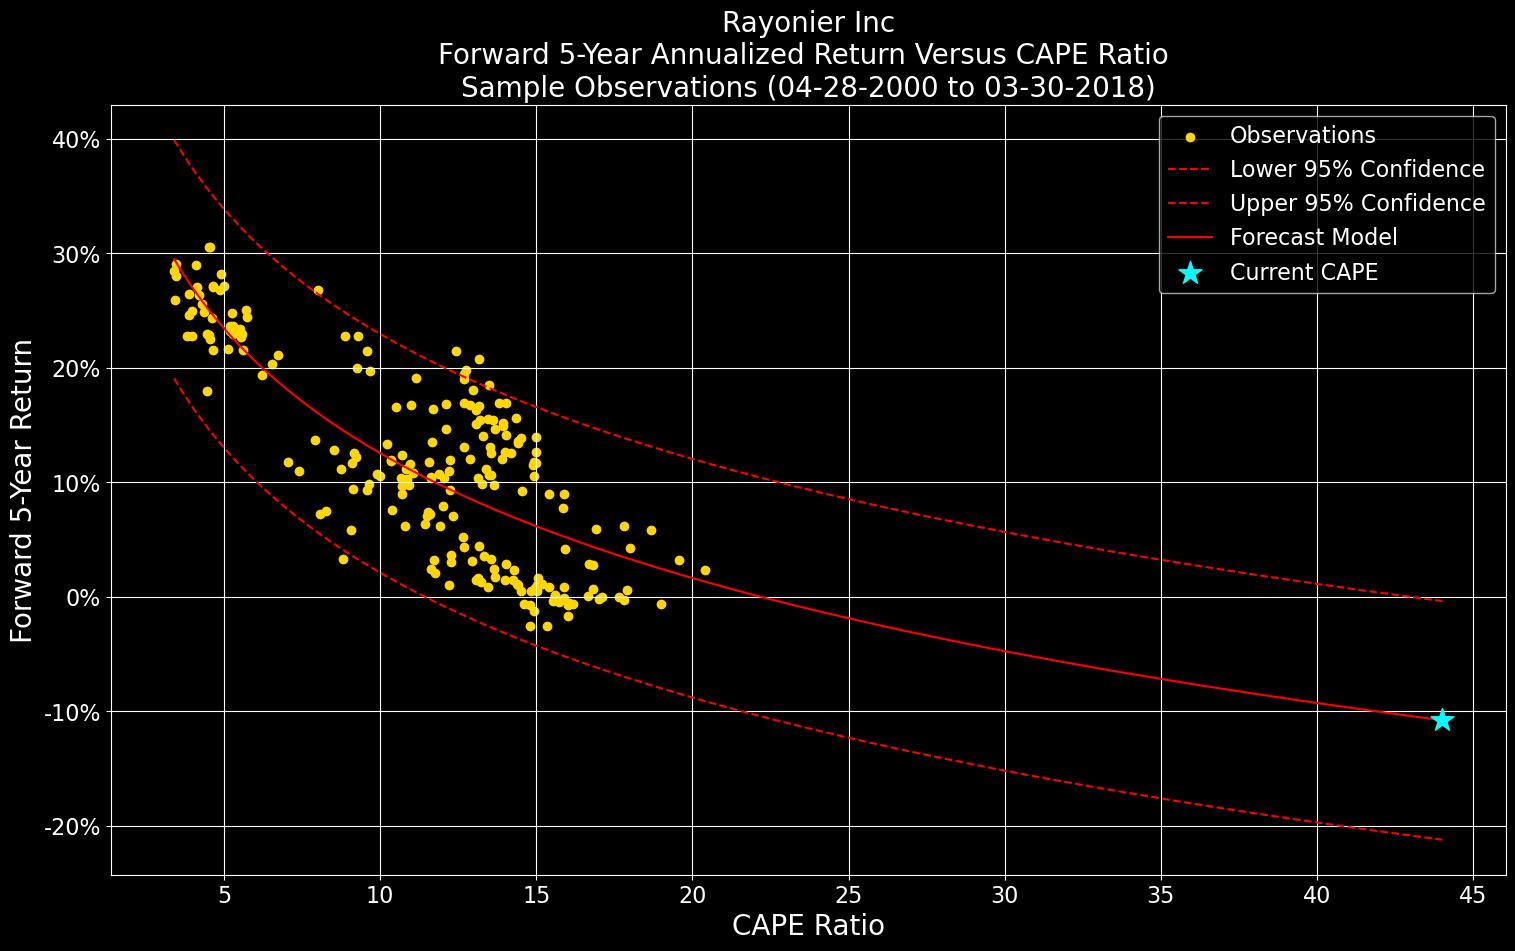 Rayonier Inc
Forward 5-Year Annualized Return Versus CAPE Ratio
Sample Observations (04-28-2000 to 03-30-2018)
Observations
Lower 95% Confidence
Upper 95% Confidence
Forecast Model
Current CAPE
Forward 5-Year Return
40%
30%
20%
10%
0%
-10%
-20%
5 10 15 20 25 30 35 40 45
CAPE Ratio